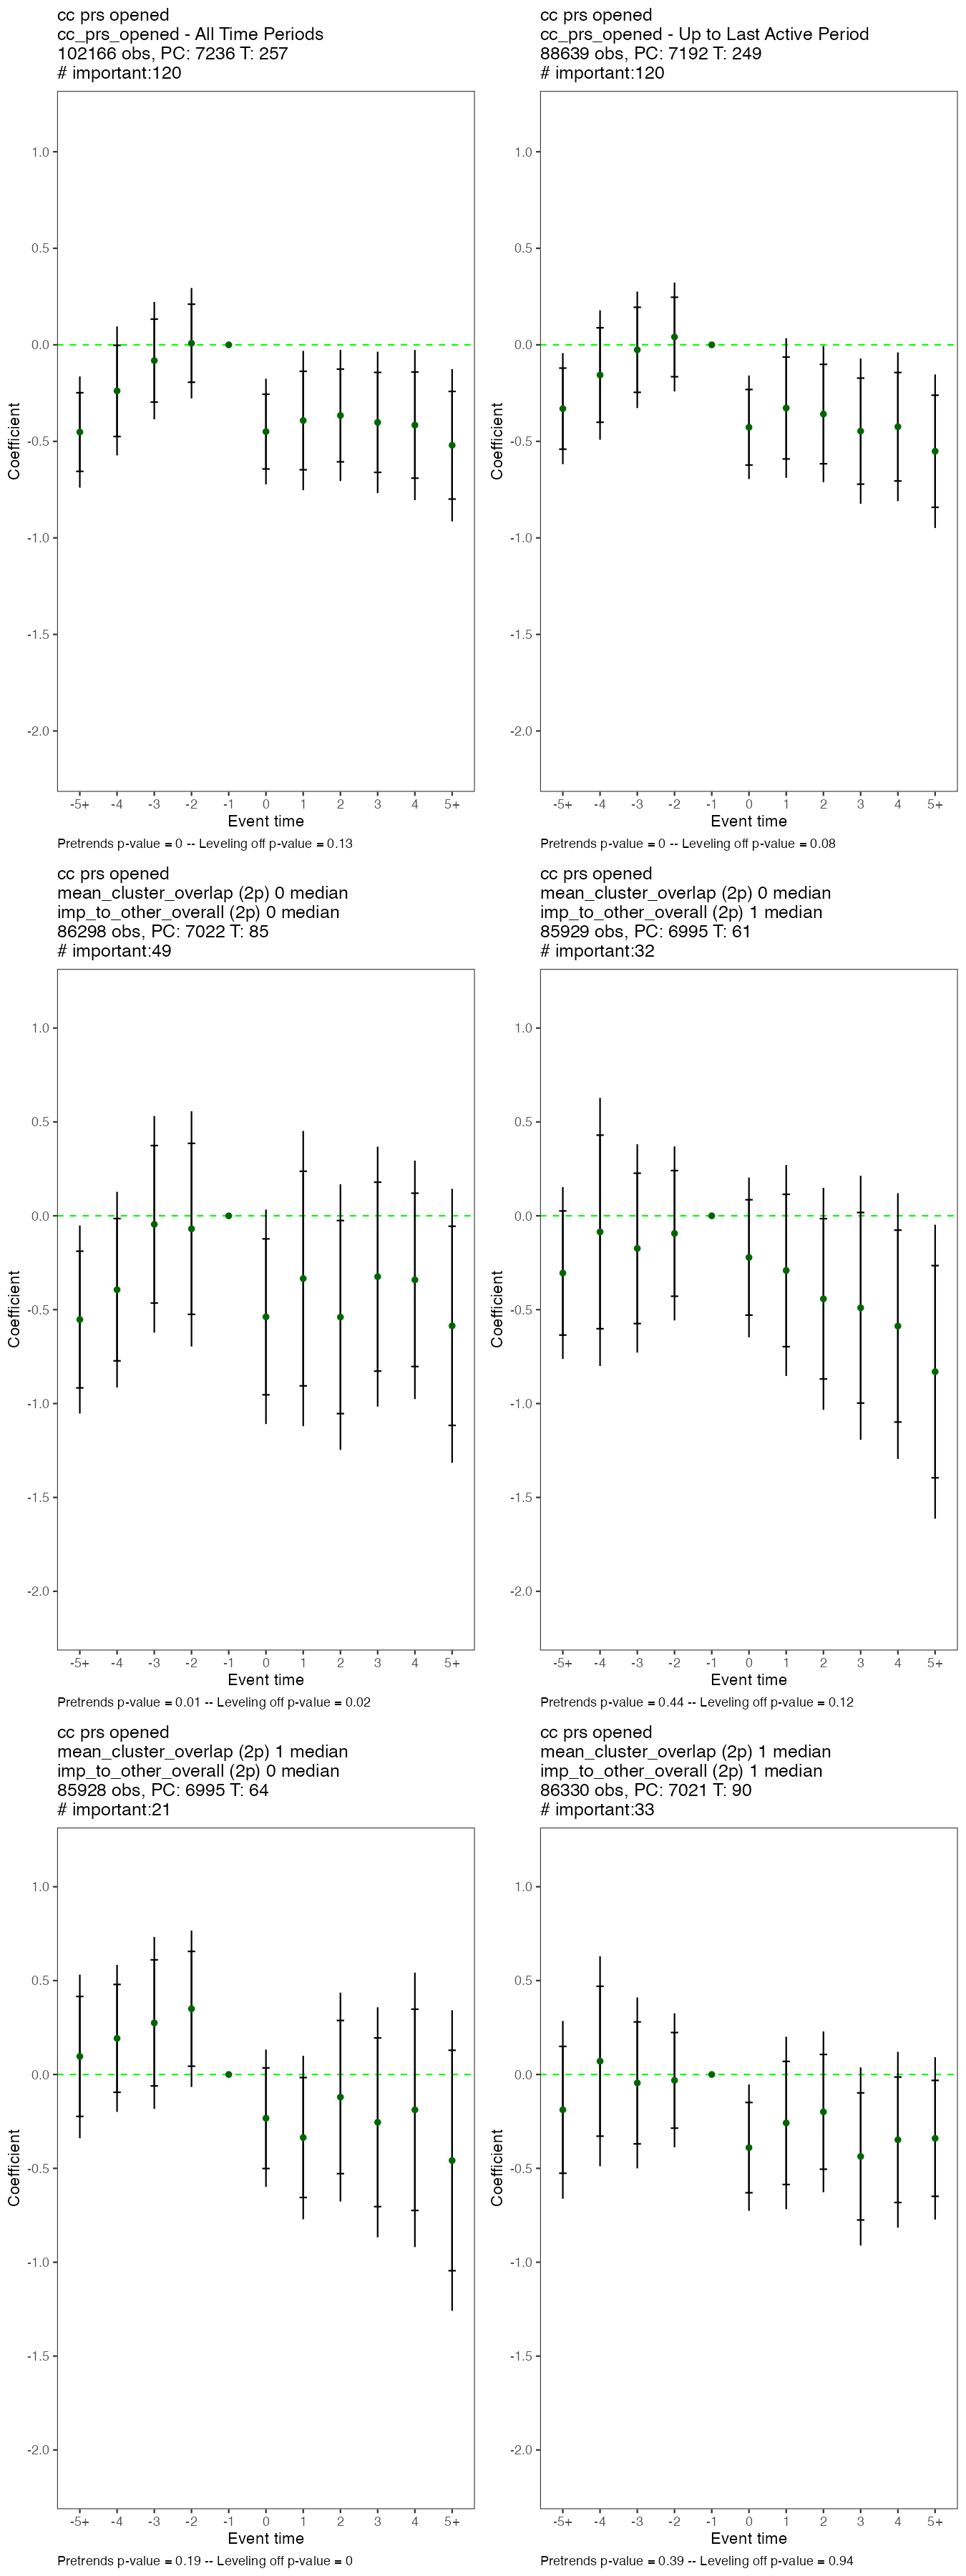 cc prs opened
cc_prs_opened - All Time Periods
102166 obs, PC: 7236 T: 257
# important:120
1.0
0.5
0.0
-0.5
-1.0
-1.5
-2.0
Coefficient
-5+ -4 -3 -2 -1 0 1 2 3 4 5+
Event time
Pretrends p-value = 0 -- Leveling off p-value = 0.13
cc prs opened
cc_prs_opened - Up to Last Active Period
88639 obs, PC: 7192 T: 249
# important:120
1.0
0.5
0.0
-0.5
-1.0
-1.5
-2.0
Coefficient
-5+ -4 -3 -2 -1 0 1 2 3 4 5+
Event time
Pretrends p-value = 0 -- Leveling off p-value = 0.08
cc prs opened
mean_cluster_overlap (2p) 0 median
imp_to_other_overall (2p) 0 median
86298 obs, PC: 7022 T: 85
# important:49
1.0
0.5
0.0
-0.5
-1.0
-1.5
-2.0
Coefficient
-5+ -4 -3 -2 -1 0 1 2 3 4 5+
Event time
Pretrends p-value = 0.01 -- Leveling off p-value = 0.02
cc prs opened
mean_cluster_overlap (2p) 0 median
imp_to_other_overall (2p) 1 median
85929 obs, PC: 6995 T: 61
# important:32
1.0
0.5
0.0
-0.5
-1.0
-1.5
-2.0
Coefficient
-5+ -4 -3 -2 -1 0 1 2 3 4 5+
Event time
Pretrends p-value = 0.44 -- Leveling off p-value = 0.12
cc prs opened
mean_cluster_overlap (2p) 1 median
imp_to_other_overall (2p) 0 median
85928 obs, PC: 6995 T: 64
# important:21
1.0
0.5
0.0
-0.5
-1.0
-1.5
-2.0
Coefficient
-5+ -4 -3 -2 -1 0 1 2 3 4 5+
Event time
Pretrends p-value = 0.19 -- Leveling off p-value = 0
cc prs opened
mean_cluster_overlap (2p) 1 median
imp_to_other_overall (2p) 1 median
86330 obs, PC: 7021 T: 90
# important:33
1.0
0.5
0.0
-0.5
-1.0
-1.5
-2.0
Coefficient
-5+ -4 -3 -2 -1 0 1 2 3 4 5+
Event time
Pretrends p-value = 0.39 -- Leveling off p-value = 0.94